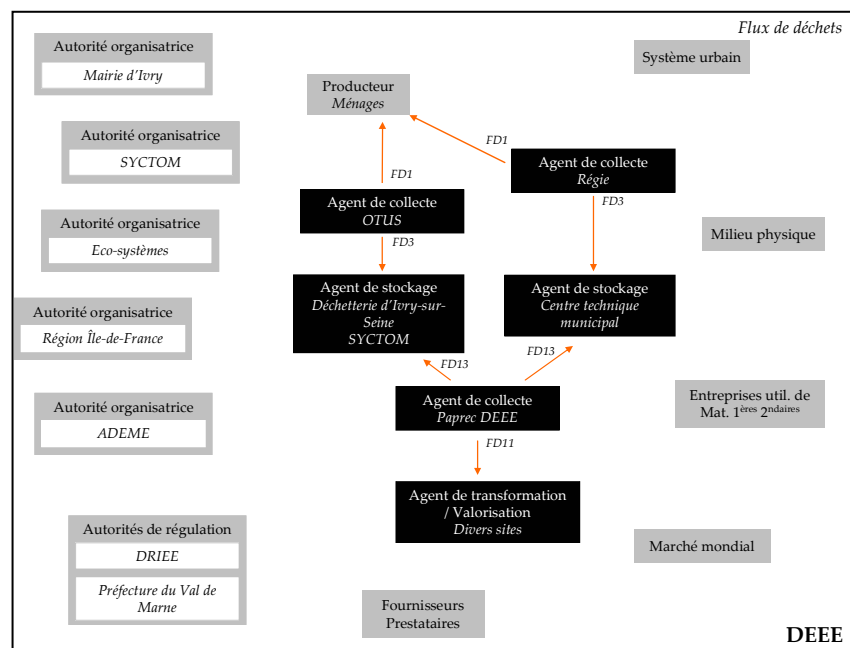 Flux de déchets
Autorité organisatrice
Mairie d'Ivry
Système urbain
Producteur
Ménages
Autorité organisatrice
SYCTOM
FD1
FD1
Agent de collecte
Régie
Agent de collecte
OTUS
FD3
FD3
Autorité organisatrice
Eco-systèmes
Milieu physique
Agent de stockage
Déchetterie d'Ivry-sur-
Seine
SYCTOM
Agent de stockage
Centre technique
municipal
Autorité organisatrice
Région Île-de-France
FD13
FD13
Autorité organisatrice
ADEME
Agent de collecte
Paprec DEEE
Entreprises util. de
Mat. 1ères 2ndaires
FD11
Agent de transformation
/ Valorisation
Divers sites
Autorités de régulation
DRIEE
Préfecture du Val de
Marne
Marché mondial
Fournisseurs
Prestataires
DEEE